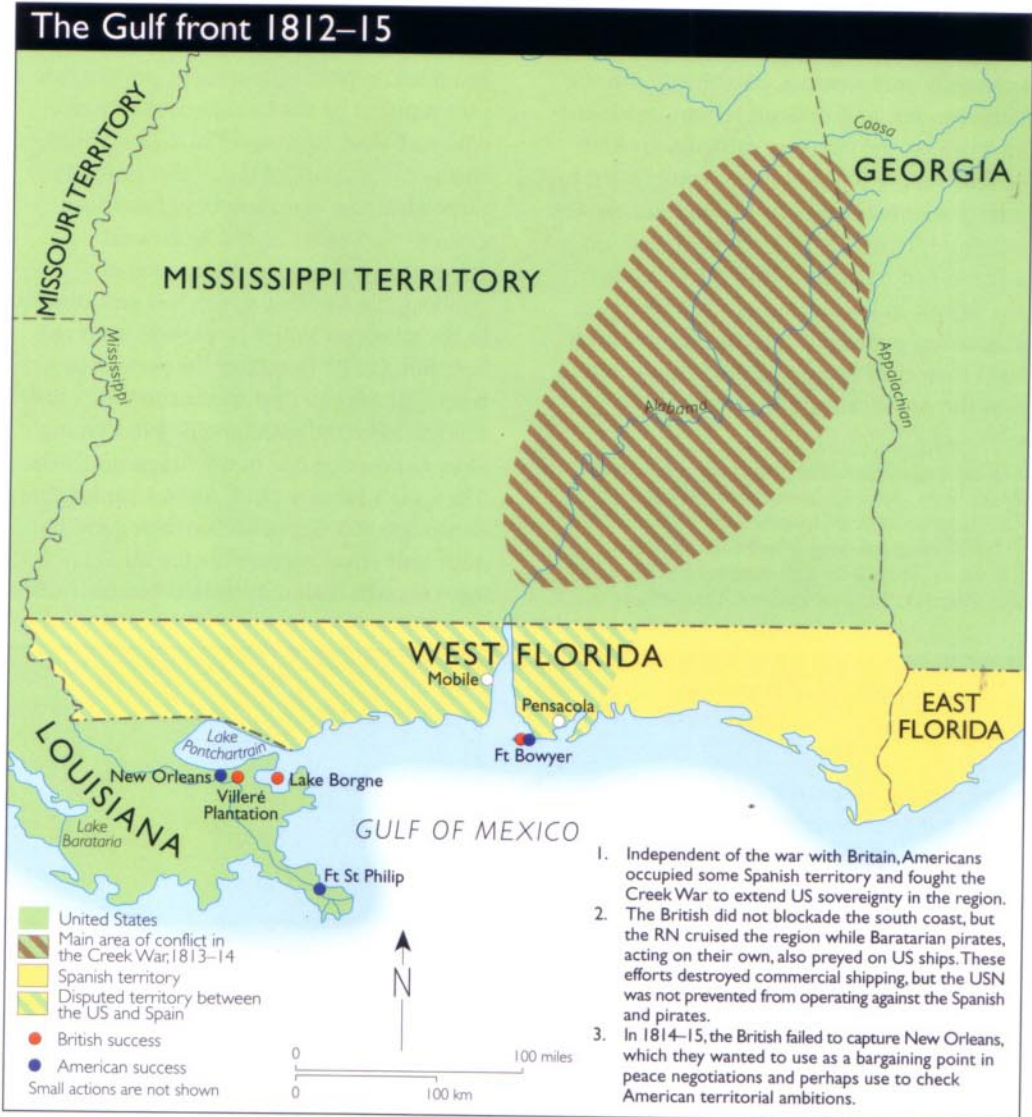 The Gulf front 1812–15
MISSOURI TERRITORY
Mississippi
MISSISSIPPI TERRITORY
Coosa
GEORGIA
Alabama
Appalachian
WEST FLORIDA
Mobile
Pensacola
Ft Bowyer
EAST
FLORIDA
LOUISIANA
Lake
Pontchartrain
New Orleans
Villeré
Plantation
Lake Borgne
Lake
Barataria
Ft St Philip
GULF OF MEXICO
United States
Main area of conflict in
the Creek War, 1813–14
Spanish territory
Disputed territory between
the US and Spain
British success
American success
Small actions are not shown
N
0 100 miles
0 100 km
1. Independent of the war with Britain, Americans
occupied some Spanish territory and fought the
Creek War to extend US sovereignty in the region.
2. The British did not blockade the south coast, but
the RN cruised the region while Baratarian pirates,
acting on their own, also preyed on US ships. These
efforts destroyed commercial shipping, but the USN
was not prevented from operating against the Spanish
and pirates.
3. In 1814–15, the British failed to capture New Orleans,
which they wanted to use as a bargaining point in
peace negotiations and perhaps use to check
American territorial ambitions.